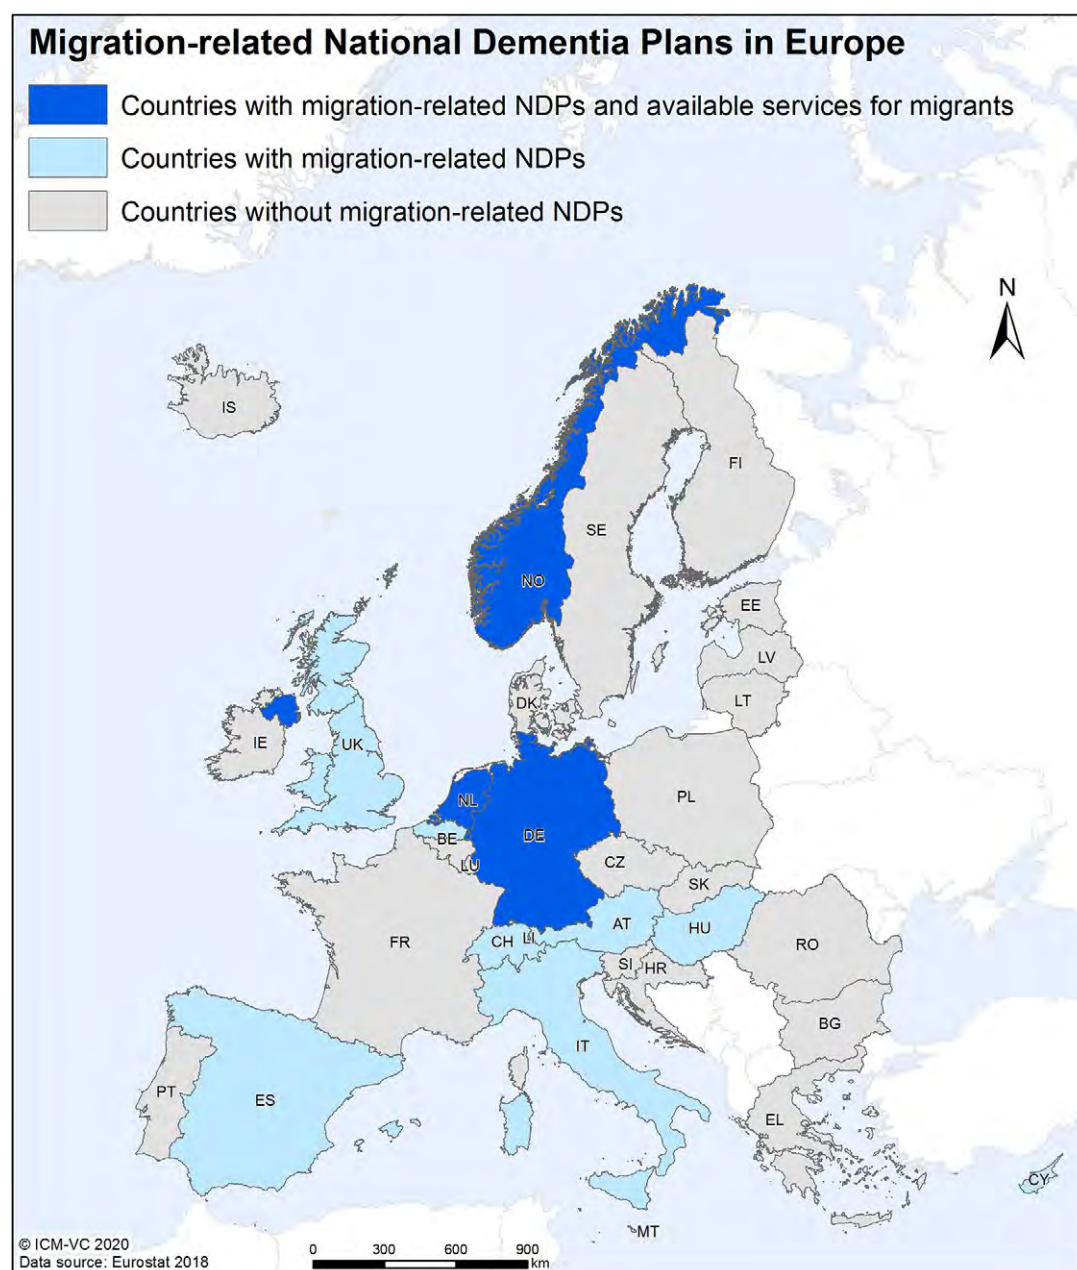 Migration-related National Dementia Plans in Europe
Countries with migration-related NDPs and available services for migrants
Countries with migration-related NDPs
Countries without migration-related NDPs
N
IS
FI
SE
NO
EE
LV
LT
DK
IE
UK
NL
PL
BE
DE
LU
CZ
SK
AT
HU
FR
CH
LI
RO
SI
HR
BG
IT
PT
ES
EL
CY
MT
© ICM-VC 2020
Data source: Eurostat 2018
0 300 600 900
km